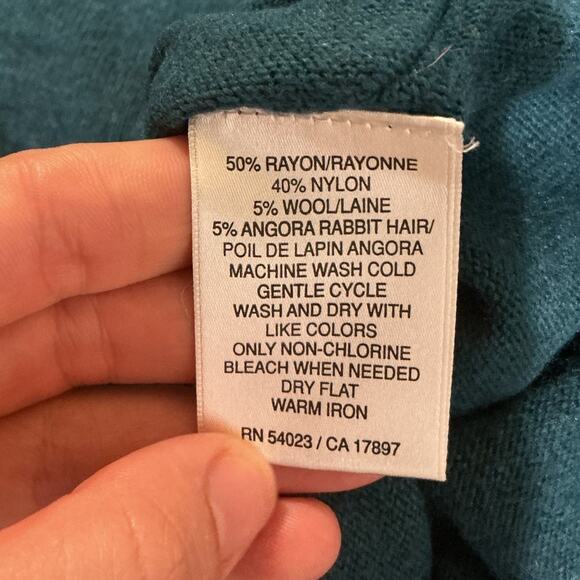 50% RAYON/RAYONNE
40% NYLON
5% WOOL/LAINE
5% ANGORA RABBIT HAIR/
POIL DE LAPIN ANGORA
MACHINE WASH COLD
GENTLE CYCLE
WASH AND DRY WITH
LIKE COLORS
ONLY NON-CHLORINE
BLEACH WHEN NEEDED
DRY FLAT
WARM IRON
RN 54023 / CA 17897